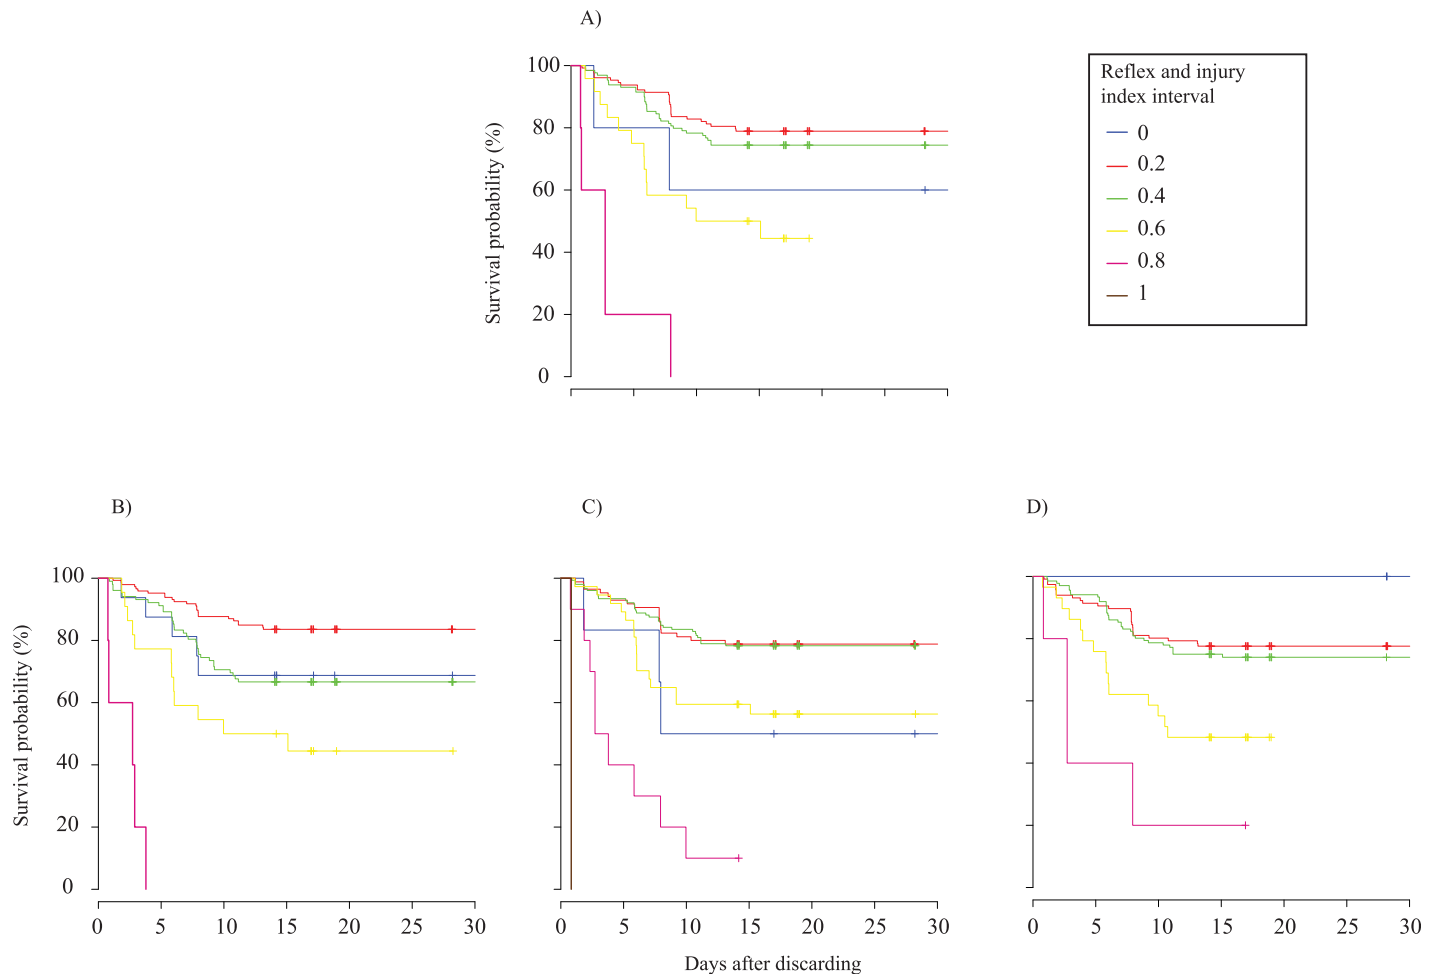 A)
Survival probability (%)
100
80
60
40
20
0
Reflex and injury
index interval
0
0.2
0.4
0.6
0.8
1
B)
C)
D)
Survival probability (%)
100
80
60
40
20
0
0 5 10 15 20 25 30
0 5 10 15 20 25 30
0 5 10 15 20 25 30
Days after discarding